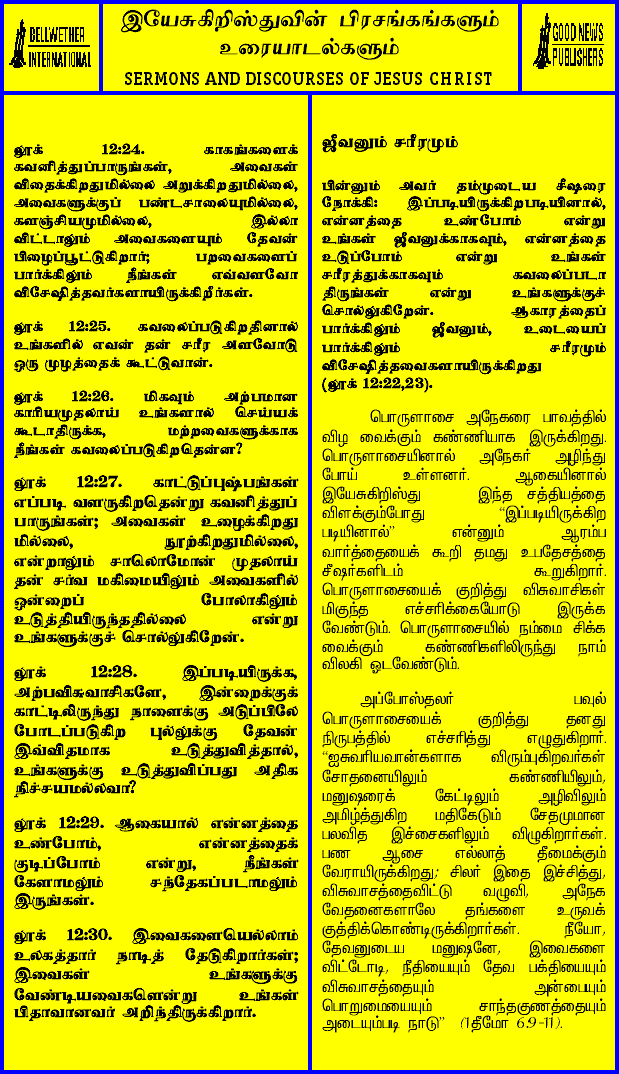 BELLWETHER
INTERNATIONAL
இயேசுகிறிஸ்துவின் பிரசங்கங்களும்
உரையாடல்களும்
SERMONS AND DISCOURSES OF JESUS CHRIST
GOOD NEWS
PUBLISHERS
லூக் 12:24. காகங்களைக்
கவனித்துப்பாருங்கள், அவைகள்
விதைக்கிறதுமில்லை அறுக்கிறதுமில்லை,
அவைகளுக்குப் பண்டசாலையுமில்லை,
களஞ்சியமுமில்லை, இல்லா
விட்டாலும் அவைகளையும் தேவன்
பிழைப்பூட்டுகிறார்; பறவைகளைப்
பார்க்கிலும் நீங்கள் எவ்வளவோ
விசேஷித்தவர்களாயிருக்கிறீர்கள்.
லூக் 12:25. கவலைப்படுகிறதினால்
உங்களில் எவன் தன் சரீர அளவோடு
ஒரு முழத்தைக் கூட்டுவான்.
லூக் 12:26. மிகவும் அற்பமான
காரியமுதலாய் உங்களால் செய்யக்
கூடாதிருக்க, மற்றவைகளுக்காக
நீங்கள் கவலைப்படுகிறதென்ன?
லூக் 12:27. காட்டுப்புஷ்பங்கள்
எப்படி வளருகிறதென்று கவனித்துப்
பாருங்கள்; அவைகள் உழைக்கிறது
மில்லை, நூற்கிறதுமில்லை,
என்றாலும் சாலொமோன் முதலாய்
தன் சர்வ மகிமையிலும் அவைகளில்
ஒன்றைப் போலாகிலும்
உடுத்தியிருந்ததில்லை என்று
உங்களுக்குச் சொல்லுகிறேன்.
லூக் 12:28. இப்படியிருக்க,
அற்பவிசுவாசிகளே, இன்றைக்குக்
காட்டிலிருந்து நாளைக்கு அடுப்பிலே
போடப்படுகிற புல்லுக்கு தேவன்
இவ்விதமாக உடுத்துவித்தால்,
உங்களுக்கு உடுத்துவிப்பது அதிக
நிச்சயமல்லவா?
லூக் 12:29. ஆகையால் என்னத்தை
உண்போம், என்னத்தைக்
குடிப்போம் என்று, நீங்கள்
கேளாமலும் சந்தேகப்படாமலும்
இருங்கள்.
லூக் 12:30. இவைகளையெல்லாம்
உலகத்தார் நாடித் தேடுகிறார்கள்;
இவைகள் உங்களுக்கு
வேண்டியவைகளென்று உங்கள்
பிதாவானவர் அறிந்திருக்கிறார்.
ஜீவனும் சரீரமும்
பின்னும் அவர் தம்முடைய சீஷரை
நோக்கி: இப்படியிருக்கிறபடியினால்,
என்னத்தை உண்போம் என்று
உங்கள் ஜீவனுக்காகவும், என்னத்தை
உடுப்போம் என்று உங்கள்
சரீரத்துக்காகவும் கவலைப்படா
திருங்கள் என்று உங்களுக்குச்
சொல்லுகிறேன். ஆகாரத்தைப்
பார்க்கிலும் ஜீவனும், உடையைப்
பார்க்கிலும் சரீரமும்
விசேஷித்தவைகளாயிருக்கிறது
(லூக் 12:22,23).
பொருளாசை அநேகரை பாவத்தில்
விழ வைக்கும் கண்ணியாக இருக்கிறது.
பொருளாசையினால் அநேகர் அழிந்து
போய் உள்ளனர். ஆகையினால்
இயேசுகிறிஸ்து இந்த சத்தியத்தை
விளக்கும்போது “இப்படியிருக்கிற
படியினால்” என்னும் ஆரம்ப
வார்த்தையைக் கூறி தமது உபதேசத்தை
சீஷர்களிடம் கூறுகிறார்.
பொருளாசையைக் குறித்து விசுவாசிகள்
மிகுந்த எச்சரிக்கையோடு இருக்க
வேண்டும். பொருளாசையில் நம்மை சிக்க
வைக்கும் கண்ணிகளிலிருந்து நாம்
விலகி ஓடவேண்டும்.
அப்போஸ்தலர் பவுல்
பொருளாசையைக் குறித்து தனது
நிருபத்தில் எச்சரித்து எழுதுகிறார்.
“ஐசுவரியவான்களாக விரும்புகிறவர்கள்
சோதனையிலும் கண்ணியிலும்,
மனுஷரைக் கேட்டிலும் அழிவிலும்
அமிழ்த்துகிற மதிகேடும் சேதமுமான
பலவித இச்சைகளிலும் விழுகிறார்கள்.
பண ஆசை எல்லாத் தீமைக்கும்
வேராயிருக்கிறது; சிலர் இதை இச்சித்து,
விசுவாசத்தைவிட்டு வழுவி, அநேக
வேதனைகளாலே தங்களை உருவக்
குத்திக்கொண்டிருக்கிறார்கள். நீயோ,
தேவனுடைய மனுஷனே, இவைகளை
விட்டோடி, நீதியையும் தேவ பக்தியையும்
விசுவாசத்தையும் அன்பையும்
பொறுமையையும் சாந்தகுணத்தையும்
அடையும்படி நாடு” (1தீமோ 6.9-11).